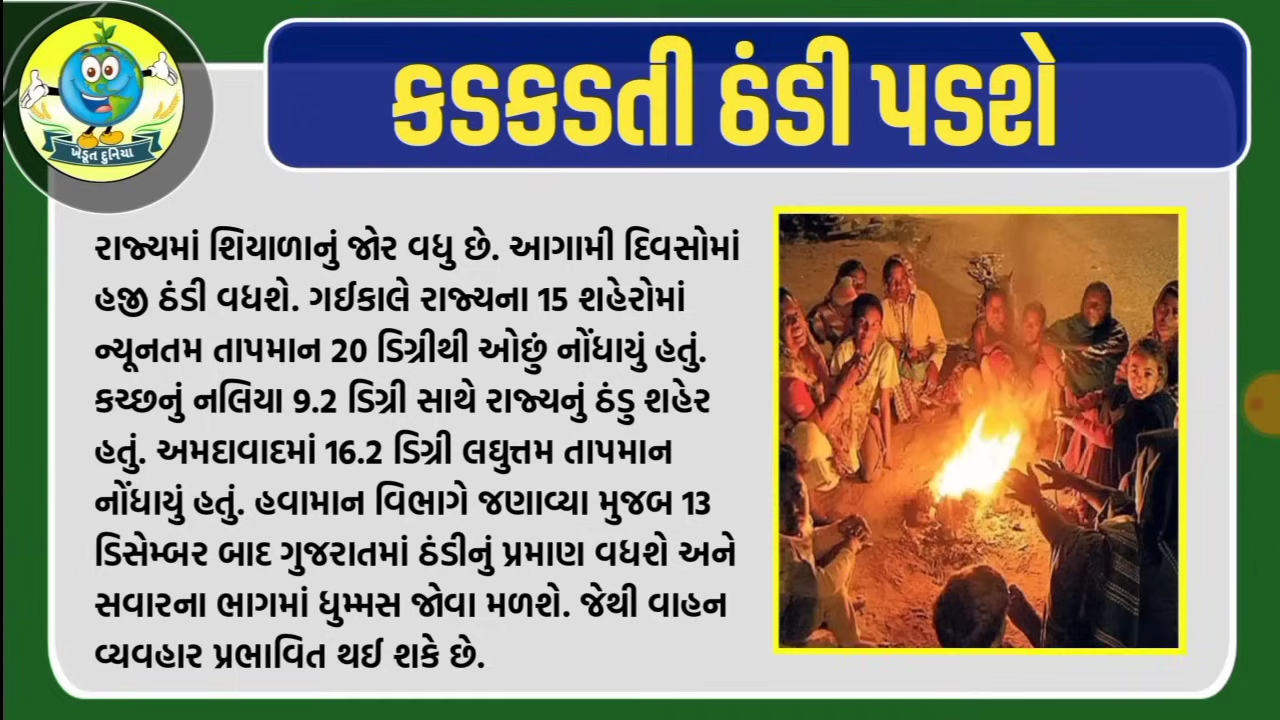 ખેડૂત દુનિયા
કડકડતી ઠંડી પડશે
રાજ્યમાં શિયાળાનું જોર વધુ છે. આગામી દિવસોમાં
હજી ઠંડી વધશે. ગઈકાલે રાજ્યના 15 શહેરોમાં
ન્યૂનતમ તાપમાન 20 ડિગ્રીથી ઓછું નોંધાયું હતું.
કચ્છનું નલિયા 9.2 ડિગ્રી સાથે રાજ્યનું ઠંડુ શહેર
હતું. અમદાવાદમાં 16.2 ડિગ્રી લઘુત્તમ તાપમાન
નોંધાયું હતું. હવામાન વિભાગે જણાવ્યા મુજબ 13
ડિસેમ્બર બાદ ગુજરાતમાં ઠંડીનું પ્રમાણ વધશે અને
સવારના ભાગમાં ધુમ્મસ જોવા મળશે. જેથી વાહન
વ્યવહાર પ્રભાવિત થઈ શકે છે.